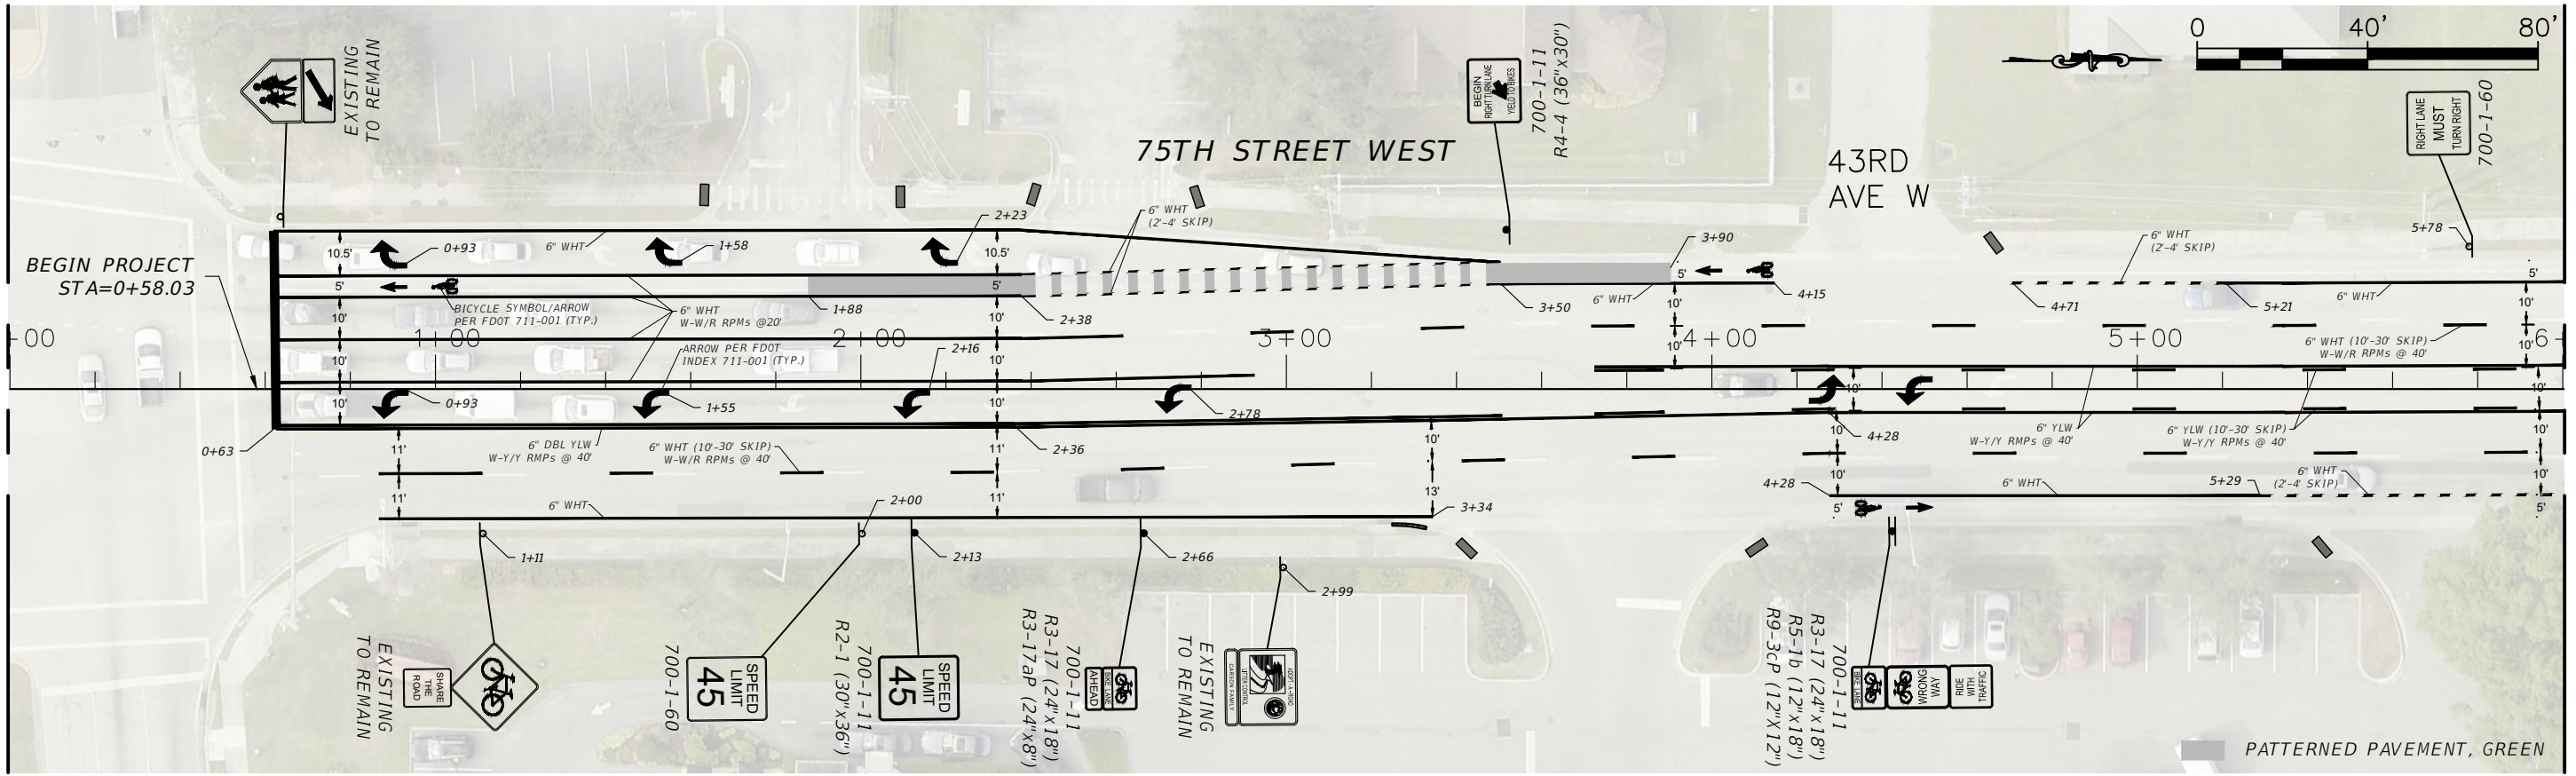 0 40' 80'
EXISTING
TO REMAIN
BEGIN
RIGHT TURN LANE
YIELD TO BIKES
700-1-11
R4-4 (36"x30")
RIGHT LANE
MUST
TURN RIGHT
700-1-60
75TH STREET WEST
43RD
AVE W
BEGIN PROJECT
STA=0+58.03
0+93
6" WHT
1+58
2+23
6" WHT
(2'-4' SKIP)
3+90
6" WHT
(2'-4' SKIP)
5+78
10.5'
10.5'
5'
5'
5'
5'
BICYCLE SYMBOL/ARROW
PER FDOT 711-001 (TYP.)
6" WHT
W-W/R RPMs @20'
1+88
2+38
3+50
6" WHT
4+15
4+71
5+21
6" WHT
10'
10'
10'
10'
00
1+00
2+00
3+00
4+00
5+00
6
ARROW PER FDOT
INDEX 711-001 (TYP.)
2+16
6" WHT (10'-30' SKIP)
W-W/R RPMs @ 40'
10'
10'
10'
10'
0+93
1+55
2+78
10'
10'
10'
10'
0+63
11'
6" DBL YLW
W-Y/Y RMPs @ 40'
6" WHT (10'-30' SKIP)
W-W/R RPMs @ 40'
11'
2+36
10'
10'
4+28
6" YLW
W-Y/Y RMPs @ 40'
6" YLW (10'-30' SKIP)
W-Y/Y RMPs @ 40'
10'
11'
6" WHT
2+00
11'
13'
3+34
4+28
10'
6" WHT
5+29
6" WHT
(2'-4' SKIP)
10'
5'
5'
1+11
2+13
2+66
2+99
EXISTING
TO REMAIN
SHARE
THE
ROAD
700-1-60
SPEED
LIMIT
45
700-1-11
R2-1 (30"x36")
SPEED
LIMIT
45
700-1-11
R3-17 (24"x18")
R3-17aP (24"x8")
BIKE LANE
AHEAD
EXISTING
TO REMAIN
ADOPT-A-ROAD
LITTER CONTROL
CARSON FAMILY
700-1-11
R3-17 (24"x18")
R5-1b (12"x18")
R9-3cP (12"X12")
BIKE LANE
WRONG
WAY
RIDE
WITH
TRAFFIC
PATTERNED PAVEMENT, GREEN